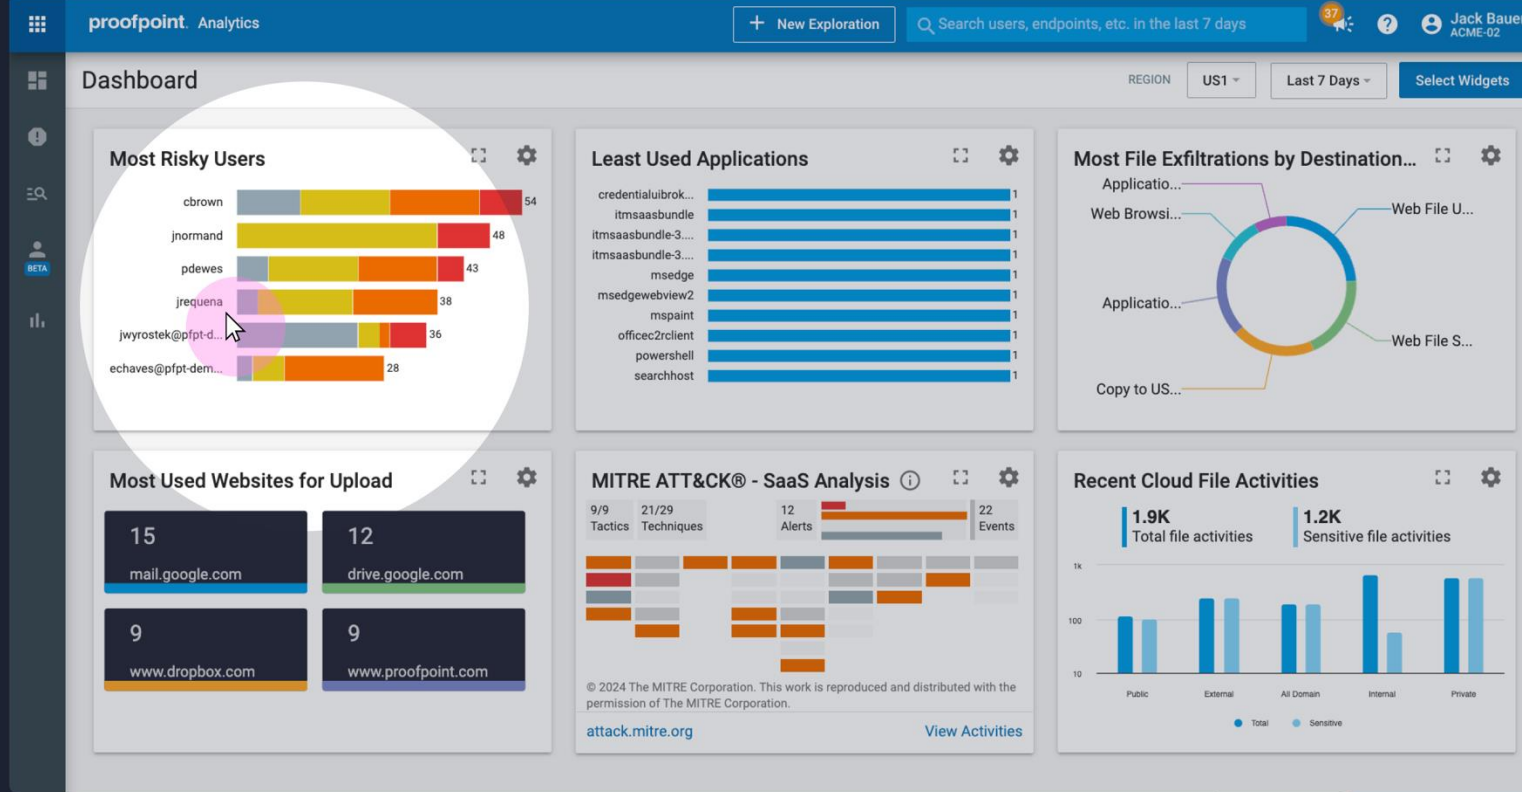 proofpoint. Analytics
New Exploration
Search users, endpoints, etc. in the last 7 days
37
Jack Bauer
ACME-02
Dashboard
REGION
US1
Last 7 Days
Select Widgets
BETA
Most Risky Users
cbrown
54
jnormand
48
pdewes
43
jrequena
38
jwyrostek@pfpt-d...
36
echaves@pfpt-dem...
28
Least Used Applications
credentialuibrok...
1
itmsaasbundle
1
itmsaasbundle-3....
1
itmsaasbundle-3....
1
msedge
1
msedgewebview2
1
mspaint
1
officec2rclient
1
powershell
1
searchhost
1
Most File Exfiltrations by Destination...
Applicatio...
Web Browsi...
Web File U...
Applicatio...
Web File S...
Copy to US...
Most Used Websites for Upload
15
mail.google.com
12
drive.google.com
9
www.dropbox.com
9
www.proofpoint.com
MITRE ATT&CK® - SaaS Analysis
9/9
Tactics
21/29
Techniques
12
Alerts
22
Events
© 2024 The MITRE Corporation. This work is reproduced and distributed with the
permission of The MITRE Corporation.
attack.mitre.org
View Activities
Recent Cloud File Activities
1.9K
Total file activities
1.2K
Sensitive file activities
1k
100
10
Public
External
All Domain
Internal
Private
Total
Sensitive